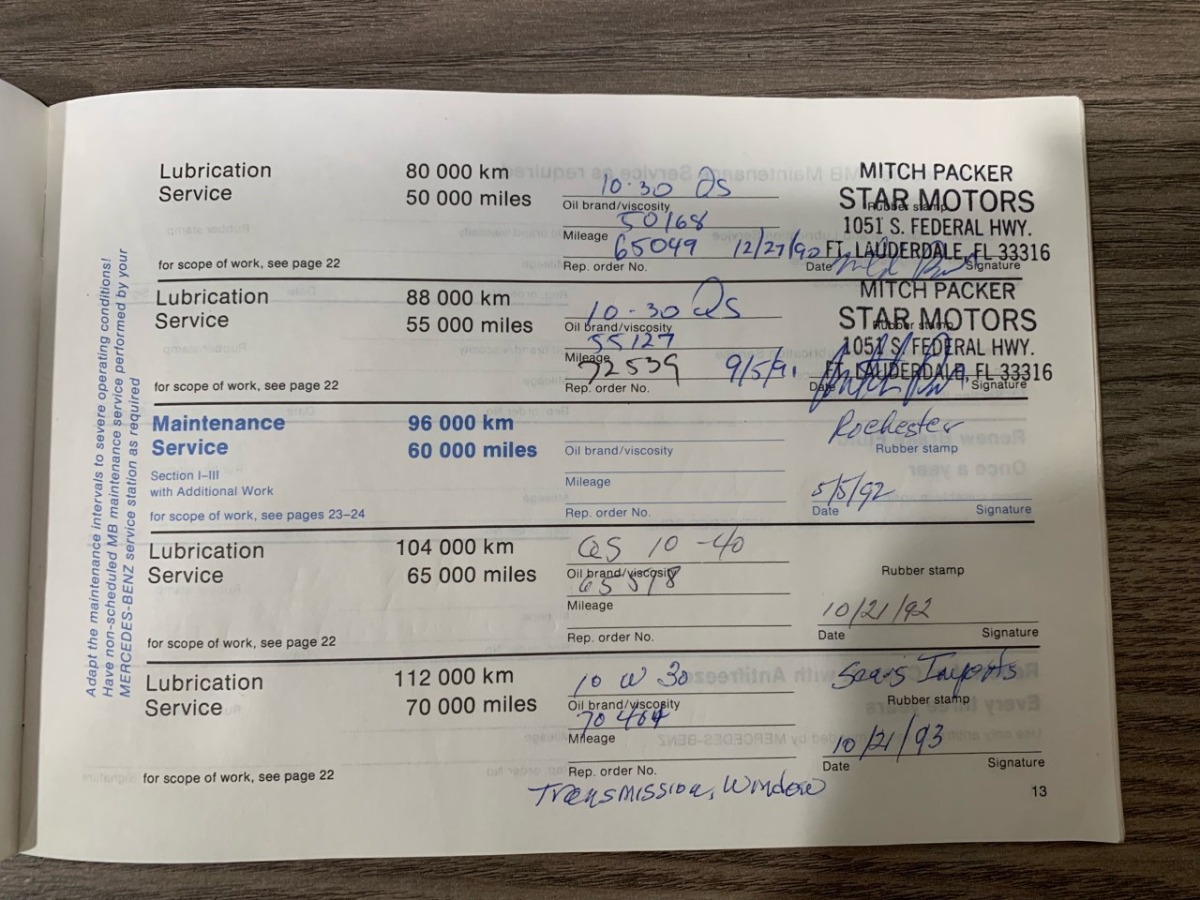 Adapt the maintenance intervals to severe operating conditions!
Have non-scheduled MB maintenance service performed by your
MERCEDES-BENZ service station as required
Lubrication 80 000 km
Service 50 000 miles
10-30 QS
Oil brand/viscosity
50168
Mileage
65049 12/27/90
Rep. order No.
for scope of work, see page 22
MITCH PACKER
STAR MOTORS
Rubber stamp
1051 S. FEDERAL HWY.
FT. LAUDERDALE, FL 33316
Date Signature
Lubrication 88 000 km
Service 55 000 miles
10-30 QS
Oil brand/viscosity
55127
Mileage
72539 9/5/91
Rep. order No.
for scope of work, see page 22
MITCH PACKER
STAR MOTORS
Rubber stamp
1051 S. FEDERAL HWY.
FT. LAUDERDALE, FL 33316
Date Signature
Maintenance 96 000 km
Service 60 000 miles
Section I–III
with Additional Work
for scope of work, see pages 23–24
Oil brand/viscosity
Mileage
Rep. order No.
Rochester
Rubber stamp
5/5/92
Date Signature
Lubrication 104 000 km
Service 65 000 miles
QS 10-40
Oil brand/viscosity
Mileage
Rep. order No.
for scope of work, see page 22
Rubber stamp
10/21/92
Date Signature
Lubrication 112 000 km
Service 70 000 miles
10 W 30
Oil brand/viscosity
70464
Mileage
Rep. order No.
for scope of work, see page 22
Sears Imports
Rubber stamp
10/21/93
Date Signature
Transmission, Window
13